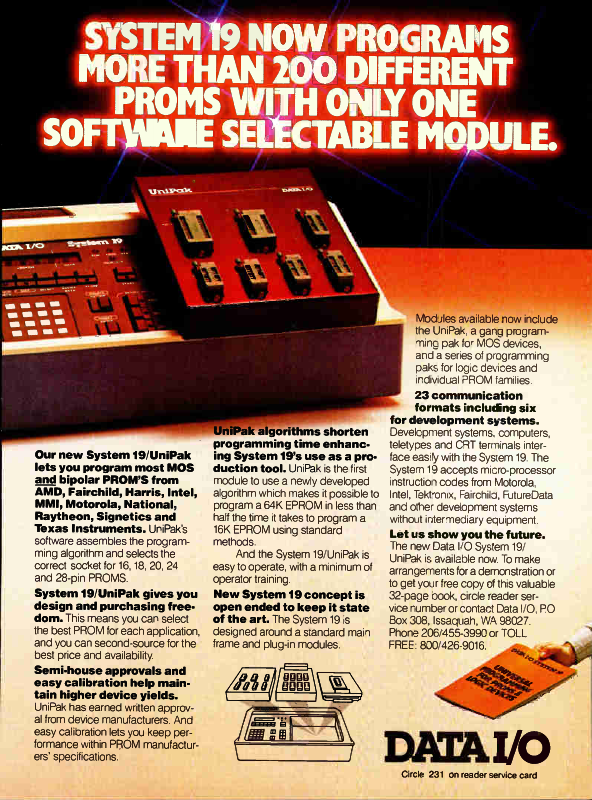 SYSTEM 19 NOW PROGRAMS
MORE THAN 200 DIFFERENT
PROMS WITH ONLY ONE
SOFTWARE SELECTABLE MODULE.
UniPak
DATA I/O
DATA I/O
System 19
Our new System 19/UniPak
lets you program most MOS
and bipolar PROM'S from
AMD, Fairchild, Harris, Intel,
MMI, Motorola, National,
Raytheon, Signetics and
Texas Instruments. UniPak's
software assembles the program-
ming algorithm and selects the
correct socket for 16, 18, 20, 24
and 28-pin PROMS.
System 19/UniPak gives you
design and purchasing free-
dom. This means you can select
the best PROM for each application,
and you can second-source for the
best price and availability.
Semi-house approvals and
easy calibration help main-
tain higher device yields.
UniPak has earned written approv-
al from device manufacturers. And
easy calibration lets you keep per-
formance within PROM manufactur-
ers' specifications.
UniPak algorithms shorten
programming time enhanc-
ing System 19's use as a pro-
duction tool. UniPak is the first
module to use a newly developed
algorithm which makes it possible to
program a 64K EPROM in less than
half the time it takes to program a
16K EPROM using standard
methods.
And the System 19/UniPak is
easy to operate, with a minimum of
operator training.
New System 19 concept is
open ended to keep it state
of the art. The System 19 is
designed around a standard main
frame and plug-in modules.
Modules available now include
the UniPak, a gang program-
ming pak for MOS devices,
and a series of programming
paks for logic devices and
individual PROM families.
23 communication
formats including six
for development systems.
Development systems, computers,
teletypes and CRT terminals inter-
face easily with the System 19. The
System 19 accepts micro-processor
instruction codes from Motorola,
Intel, Tektronix, Fairchild, FutureData
and other development systems
without intermediary equipment.
Let us show you the future.
The new Data I/O System 19/
UniPak is available now. To make
arrangements for a demonstration or
to get your free copy of this valuable
32-page book, circle reader ser-
vice number or contact Data I/O, P.O.
Box 308, Issaquah, WA 98027.
Phone 206/455-3990 or TOLL
FREE: 800/426-9016.
DATA I/O SYSTEM 19
UNIVERSAL
PROGRAMMING
FOR PROMS &
LOGIC DEVICES
DATA I/O
Circle 231 on reader service card